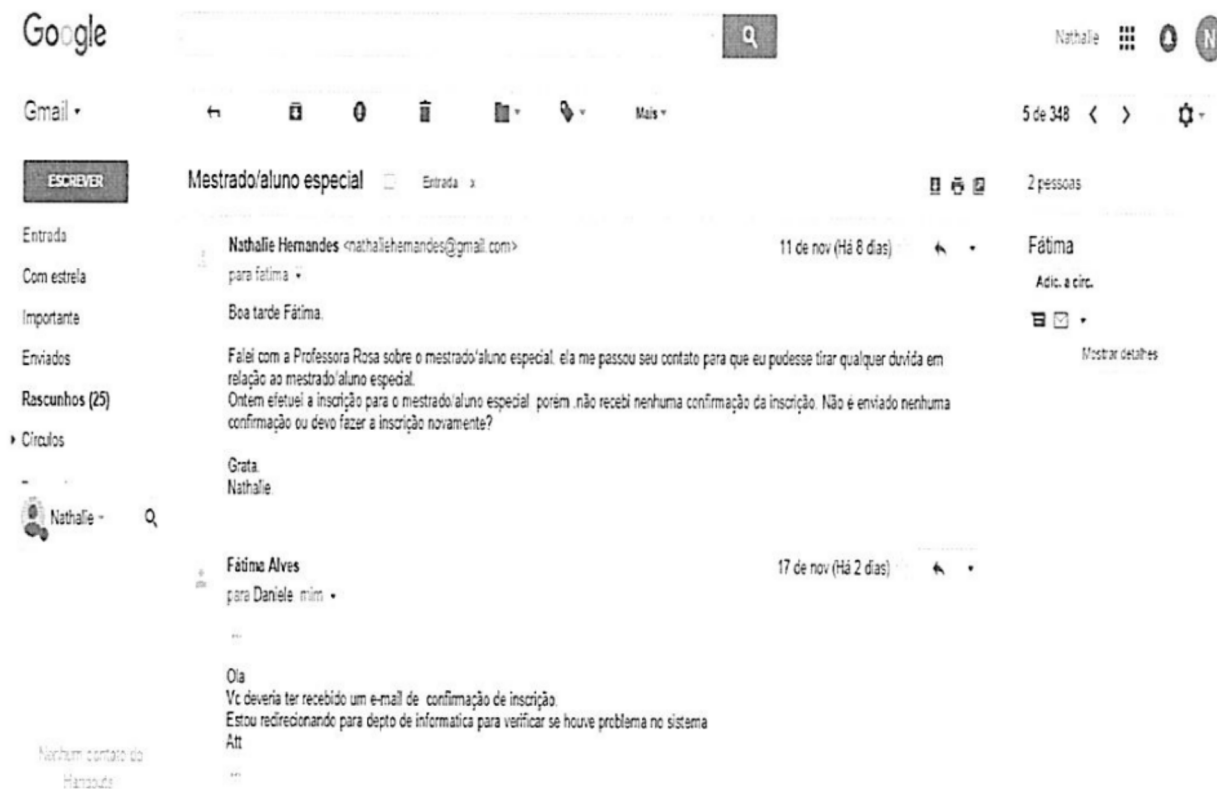 Google
Nathalie
N
Gmail
Mais
5 de 348
ESCREVER
Mestrado/aluno especial
Entrada x
2 pessoas
Entrada
Com estrela
Importante
Enviados
Rascunhos (25)
Círculos
Nathalie
Nathalie Hernandes <nathaliehernandes@gmail.com>
11 de nov (Há 8 dias)
para fatima
Boa tarde Fátima.
Falei com a Professora Rosa sobre o mestrado/aluno especial. ela me passou seu contato para que eu pudesse tirar qualquer duvida em
relação ao mestrado/aluno especial.
Ontem efetuei a inscrição para o mestrado/aluno especial porém ,não recebi nenhuma confirmação da inscrição. Não é enviado nenhuma
confirmação ou devo fazer a inscrição novamente?
Grata.
Nathalie.
Fátima
Adic. a circ.
Mostrar detalhes
Fátima Alves
17 de nov (Há 2 dias)
para Daniele mim
...
Ola
Vc deveria ter recebido um e-mail de confirmação de inscrição.
Estou redirecionando para depto de informatica para verificar se houve problema no sistema
Att
...
Nenhum contato do
Hangouts